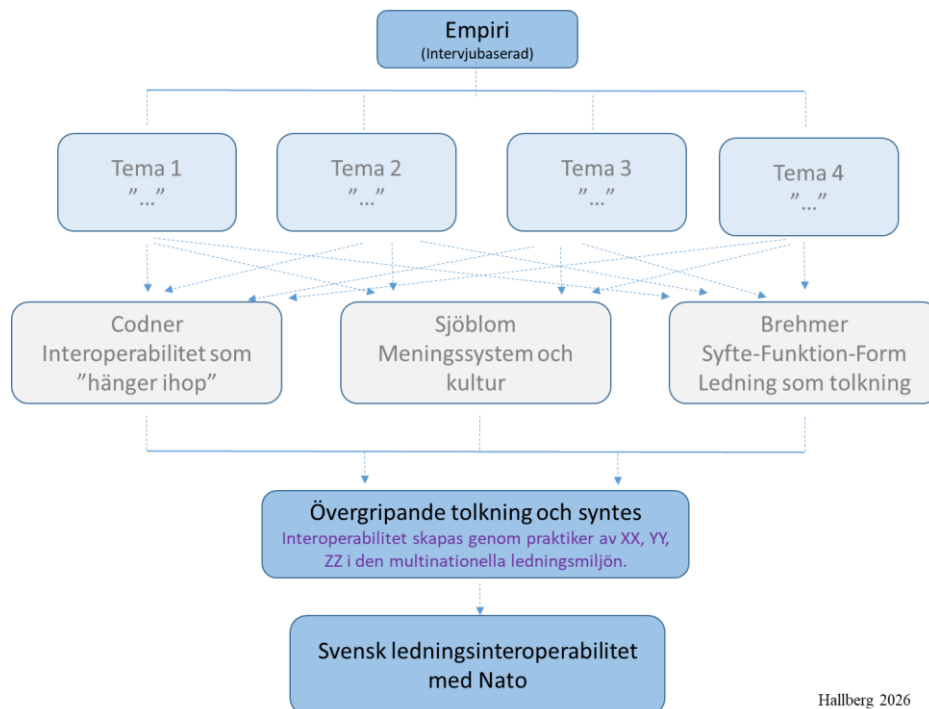 Empiri
(Intervjubaserad)
Tema 1
”...”
Tema 2
”...”
Tema 3
”...”
Tema 4
”...”
Codner
Interoperabilitet som
”hänger ihop”
Sjöblom
Meningssystem och
kultur
Brehmer
Syfte-Funktion-Form
Ledning som tolkning
Övergripande tolkning och syntes
Interoperabilitet skapas genom praktiker av XX, YY,
ZZ i den multinationella ledningsmiljön.
Svensk ledningsinteroperabilitet
med Nato
Hallberg 2026